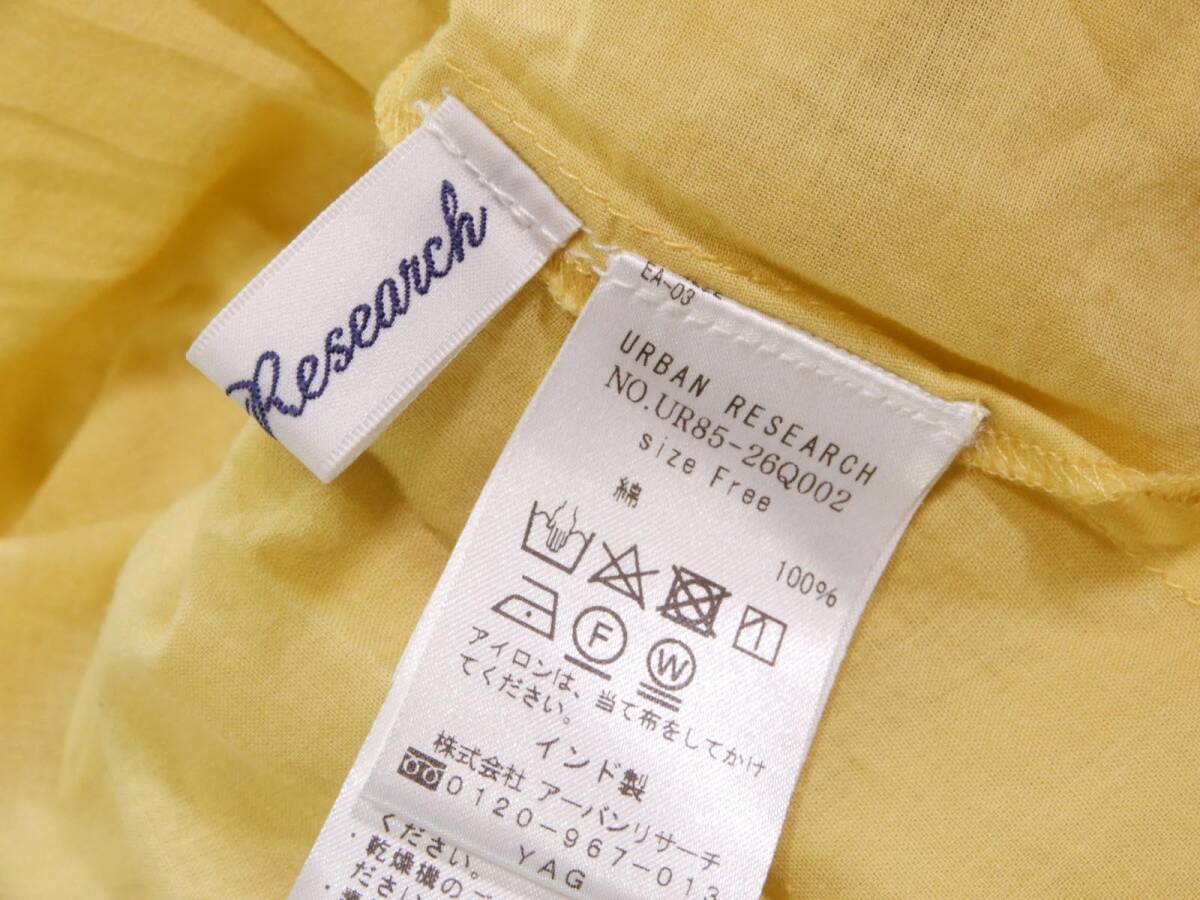 Research
EA-03
URBAN RESEARCH
NO.UR85-26Q002
size Free
綿 100%
F
W
アイロンは、当て布をしてかけ
てください。
インド製
株式会社 アーバンリサーチ
0120-967-013
YAG
ください。
・乾燥機の
ださい